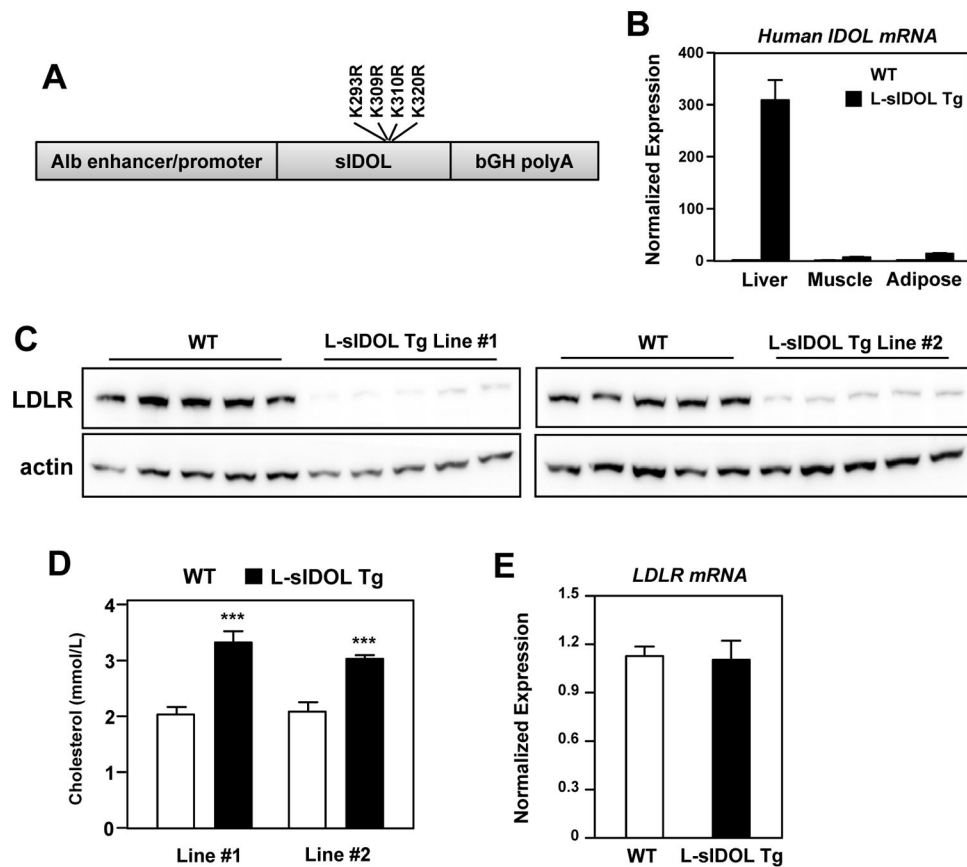 A
K293R
K309R
K310R
K320R
Alb enhancer/promoter sIDOL bGH polyA
B
Human IDOL mRNA
WT
L-sIDOL Tg
Normalized Expression
400
300
200
100
0
Liver Muscle Adipose
C
WT L-sIDOL Tg Line #1 WT L-sIDOL Tg Line #2
LDLR
actin
D
WT L-sIDOL Tg
Cholesterol (mmol/L)
4
3
2
1
0
***
***
Line #1 Line #2
E
LDLR mRNA
Normalized Expression
1.5
1.2
0.9
0.6
0.3
0
WT L-sIDOL Tg